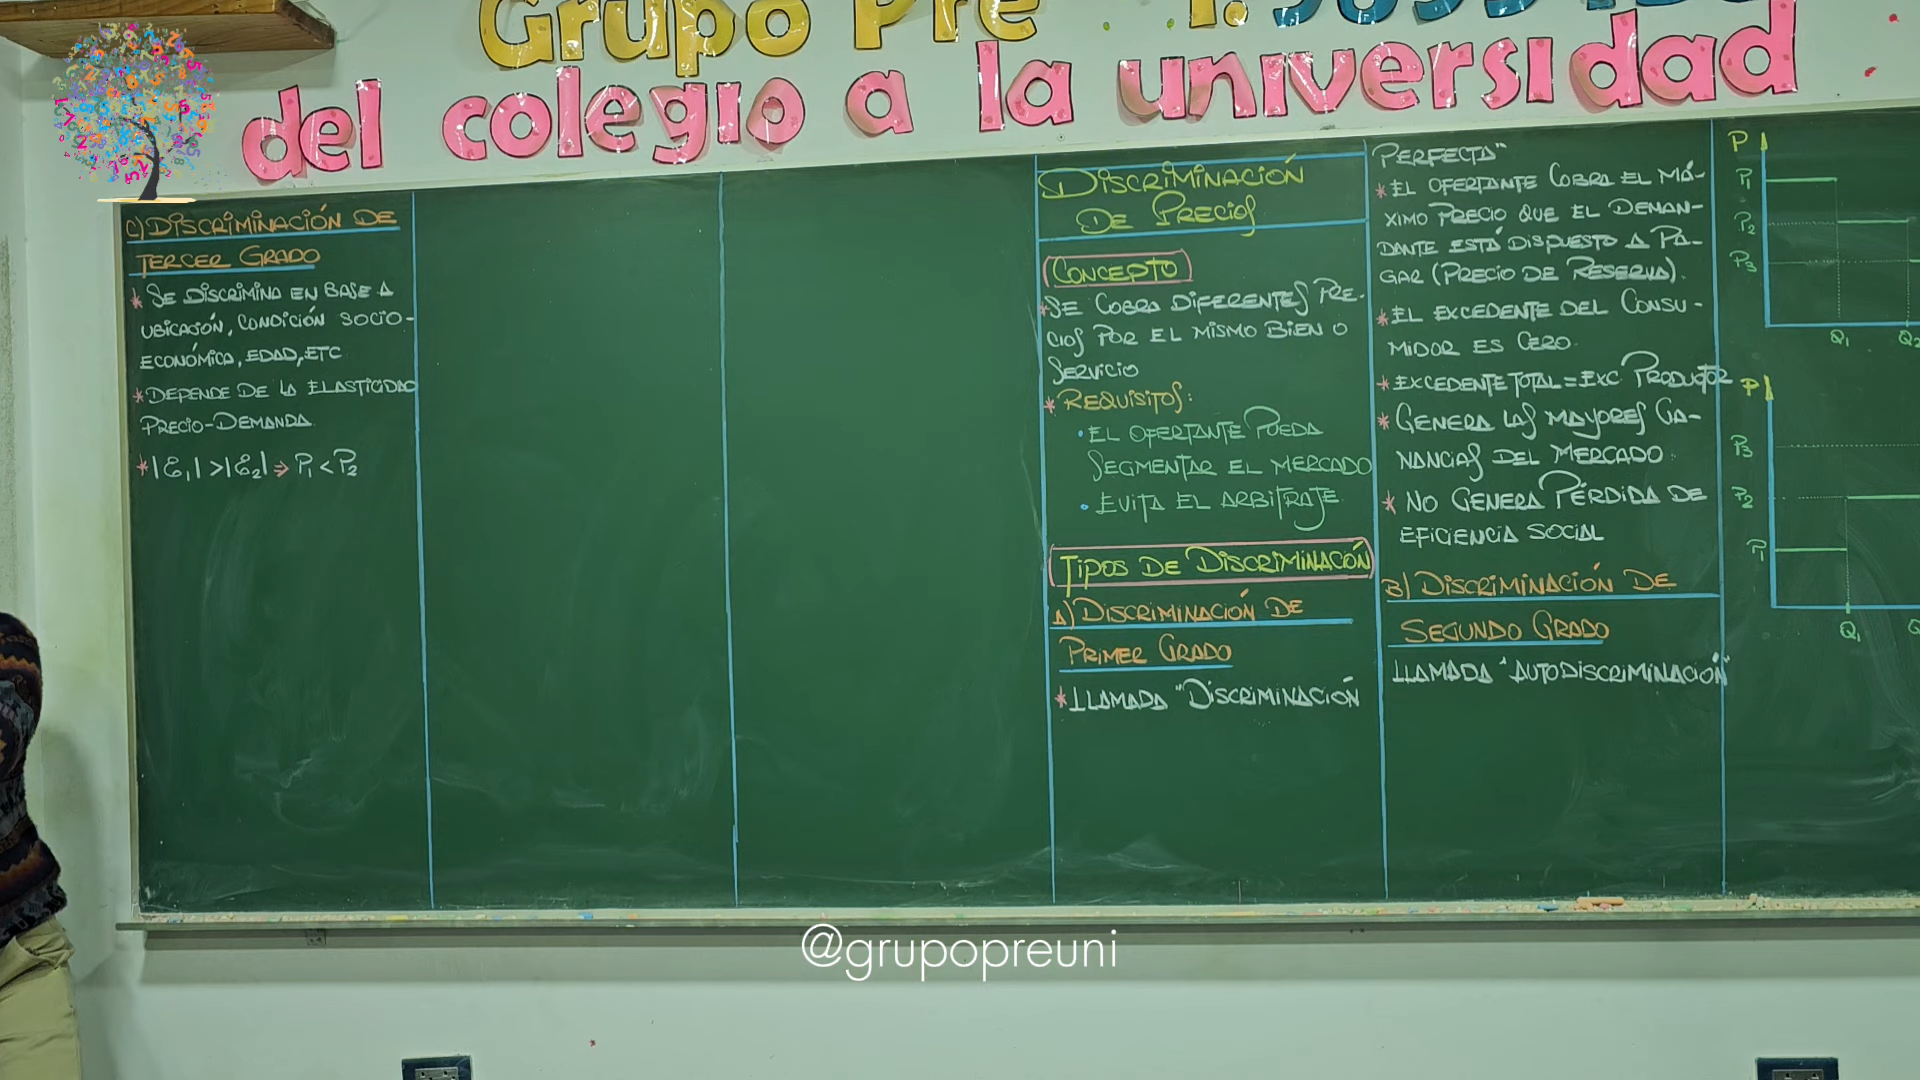 Grupo Pre
del colegio a la universidad
C) DISCRIMINACIÓN DE
TERCER GRADO
* SE DISCRIMINA EN BASE A
UBICACIÓN, CONDICIÓN SOCIO-
ECONÓMICA, EDAD, ETC
* DEPENDE DE LA ELASTICIDAD
PRECIO-DEMANDA
* |Ɛ₁| > |Ɛ₂| ⇒ P₁ < P₂
DISCRIMINACIÓN
DE PRECIOS
CONCEPTO
* SE COBRA DIFERENTES PRE-
CIOS POR EL MISMO BIEN O
SERVICIO
* REQUISITOS:
• EL OFERTANTE PUEDA
SEGMENTAR EL MERCADO
• EVITA EL ARBITRAJE
TIPOS DE DISCRIMINACIÓN
A) DISCRIMINACIÓN DE
PRIMER GRADO
* LLAMADA "DISCRIMINACIÓN
PERFECTA"
* EL OFERTANTE COBRA EL MÁ-
XIMO PRECIO QUE EL DEMAN-
DANTE ESTÁ DISPUESTO A PA-
GAR (PRECIO DE RESERVA).
* EL EXCEDENTE DEL CONSU-
MIDOR ES CERO.
* EXCEDENTE TOTAL = EXC. PRODUCTOR
* GENERA LAS MAYORES GA-
NANCIAS DEL MERCADO.
* NO GENERA PÉRDIDA DE
EFICIENCIA SOCIAL
B) DISCRIMINACIÓN DE
SEGUNDO GRADO
LLAMADA "AUTODISCRIMINACIÓN"
P
P₁
P₂
P₃
Q₁ Q₂
P
P₃
P₂
P₁
Q₁
@grupopreuni